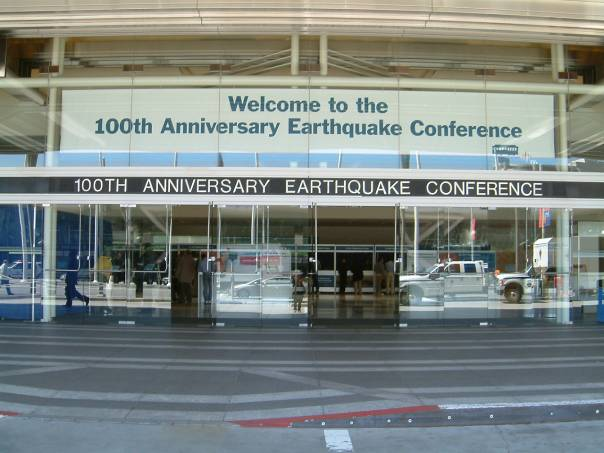 Welcome to the
100th Anniversary Earthquake Conference
100TH ANNIVERSARY EARTHQUAKE CONFERENCE